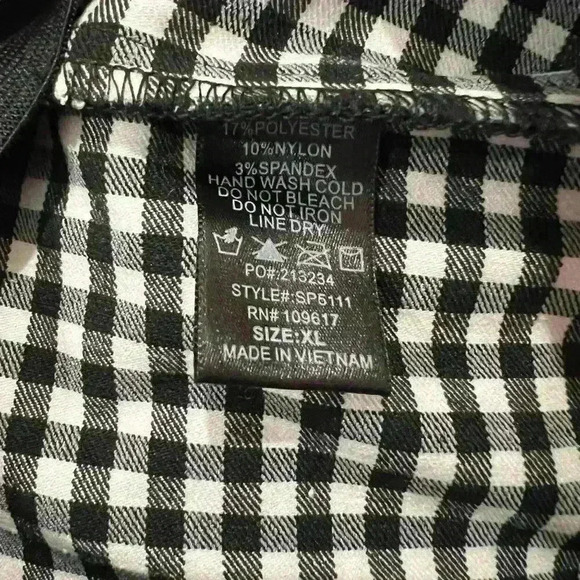 17%POLYESTER
10%NYLON
3%SPANDEX
HAND WASH COLD
DO NOT BLEACH
DO NOT IRON
LINE DRY
PO#:213234
STYLE#:SP5111
RN# 109617
SIZE:XL
MADE IN VIETNAM